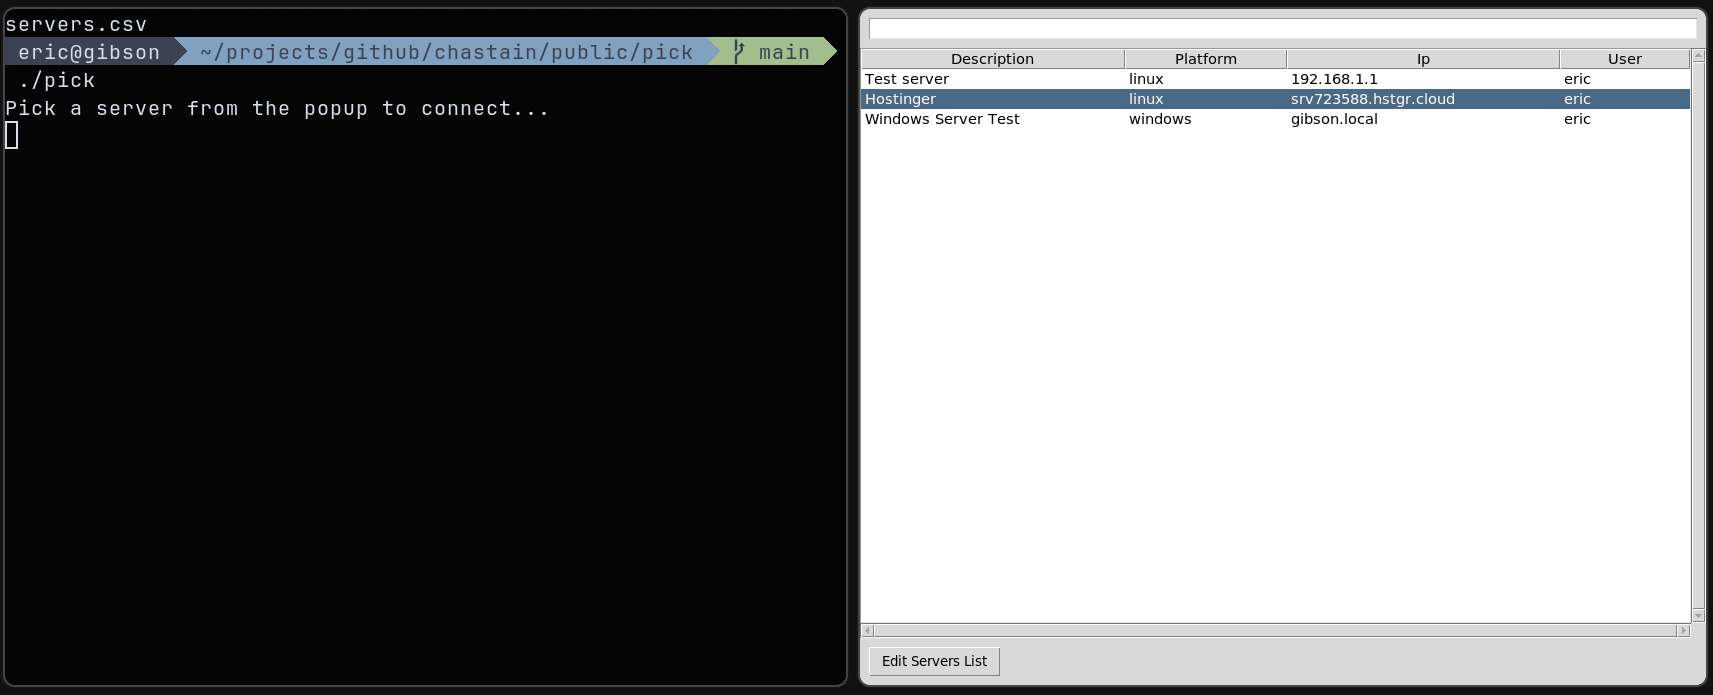 servers.csv
eric@gibson ~/projects/github/chastain/public/pick main
./pick
Pick a server from the popup to connect...
Description Platform Ip User
Test server linux 192.168.1.1 eric
Hostinger linux srv723588.hstgr.cloud eric
Windows Server Test windows gibson.local eric
Edit Servers List